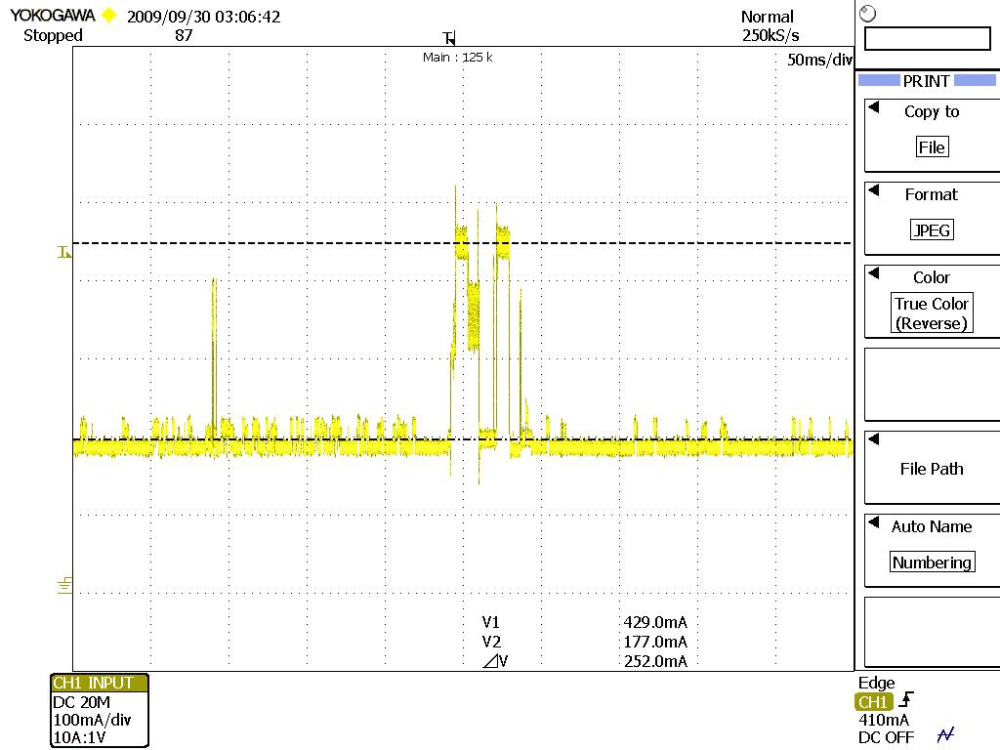 YOKOGAWA 2009/09/30 03:06:42 Normal
Stopped 87 T 250kS/s
Main : 125 k 50ms/div
PRINT
Copy to
File
Format
JPEG
Color
True Color
(Reverse)
T
File Path
Auto Name
Numbering
V1 429.0mA
V2 177.0mA
⊿V 252.0mA
CH1 INPUT
DC 20M
100mA/div
10A:1V
Edge
CH1
410mA
DC OFF